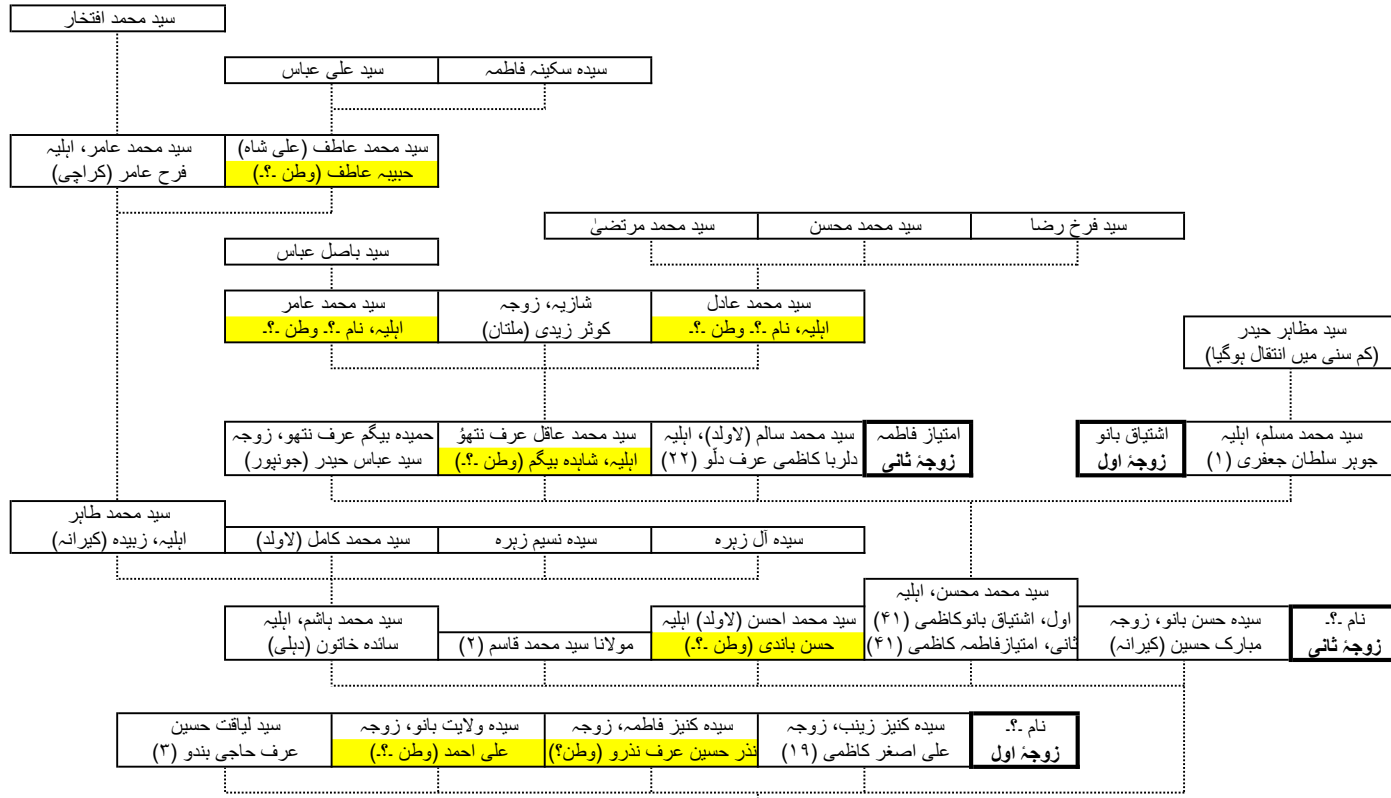 سید محمد افتخار
سیدہ سکینہ فاطمہ
سید علی عباس
سید محمد عاطف (علی شاہ)
حبیبہ عاطف (وطن ۔؟۔)
سید محمد عامر، اہلیہ
فرح عامر (کراچی)
سید فرخ رضا
سید محمد محسن
سید محمد مرتضیٰ
سید باصل عباس
سید محمد عادل
اہلیہ، نام ۔؟۔ وطن ۔؟۔
شازیہ، زوجہ
کوثر زیدی (ملتان)
سید محمد عامر
اہلیہ، نام ۔؟۔ وطن ۔؟۔
سید مظاہر حیدر
(کم سنی میں انتقال ہوگیا)
سید محمد مسلم، اہلیہ
جوہر سلطان جعفری (۱)
اشتیاق بانو
زوجۂ اول
امتیاز فاطمہ
زوجۂ ثانی
سید محمد سالم (لاولد)، اہلیہ
دلربا کاظمی عرف دلّو (۲۲)
سید محمد عاقل عرف نتھوُ
اہلیہ، شاہدہ بیگم (وطن ۔؟۔)
حمیدہ بیگم عرف نتھو، زوجہ
سید عباس حیدر (جونپور)
سیدہ آل زہرہ
سیدہ نسیم زہرہ
سید محمد کامل (لاولد)
سید محمد طاہر
اہلیہ، زبیدہ (کیرانہ)
نام ۔؟۔
زوجۂ ثانی
سیدہ حسن بانو، زوجہ
مبارک حسین (کیرانہ)
سید محمد محسن، اہلیہ
اول، اشتیاق بانوکاظمی (۴۱)
ثانی، امتیازفاطمہ کاظمی (۴۱)
سید محمد احسن (لاولد) اہلیہ
حسن باندی (وطن ۔؟۔)
مولانا سید محمد قاسم (۲)
سید محمد ہاشم، اہلیہ
سائدہ خاتون (دہلی)
نام ۔؟۔
زوجۂ اول
سیدہ کنیز زینب، زوجہ
علی اصغر کاظمی (۱۹)
سیدہ کنیز فاطمہ، زوجہ
نذر حسین عرف نذرو (وطن؟)
سیدہ ولایت بانو، زوجہ
علی احمد (وطن ۔؟۔)
سید لیاقت حسین
عرف حاجی بندو (۳)